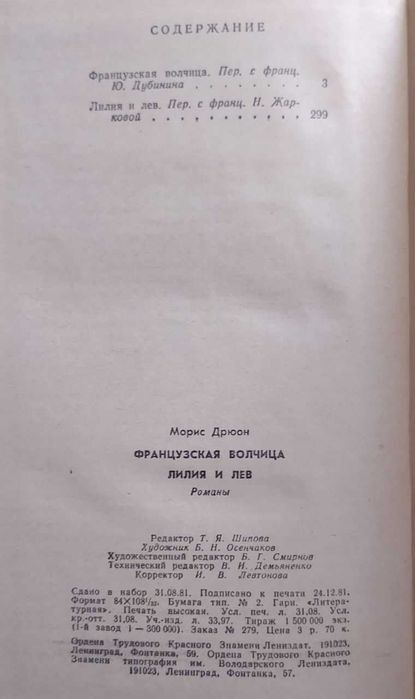 СОДЕРЖАНИЕ
Французская волчица. Пер. с франц.
Ю. Дубинина . . . . . . . . 3
Лилия и лев. Пер. с франц. Н. Жар-
ковой . . . . . . . . . . . 299
Морис Дрюон
ФРАНЦУЗСКАЯ ВОЛЧИЦА
ЛИЛИЯ И ЛЕВ
Романы
Редактор Т. Я. Шипова
Художник Б. Н. Осенчаков
Художественный редактор Б. Г. Смирнов
Технический редактор В. И. Демьяненко
Корректор И. В. Левтонова
Сдано в набор 31.08.81. Подписано к печати 24.12.81.
Формат 84×108¹/₃₂. Бумага тип. № 2. Гарн. «Литера-
турная». Печать высокая. Усл. печ. л. 31,08. Усл.
кр.-отт. 31,08. Уч.-изд. л. 33,97. Тираж 1 500 000 экз.
(1-й завод 1 — 300 000). Заказ № 279. Цена 3 р. 70 к.
Ордена Трудового Красного Знамени Лениздат, 191023,
Ленинград, Фонтанка, 59. Ордена Трудового Красного
Знамени типография им. Володарского Лениздата,
191023, Ленинград, Фонтанка, 57.